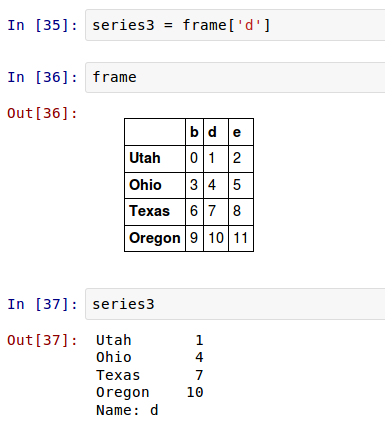 In [35]: series3 = frame['d']
In [36]: frame
Out[36]:
b d e
Utah 0 1 2
Ohio 3 4 5
Texas 6 7 8
Oregon 9 10 11
In [37]: series3
Out[37]: Utah 1
Ohio 4
Texas 7
Oregon 10
Name: d